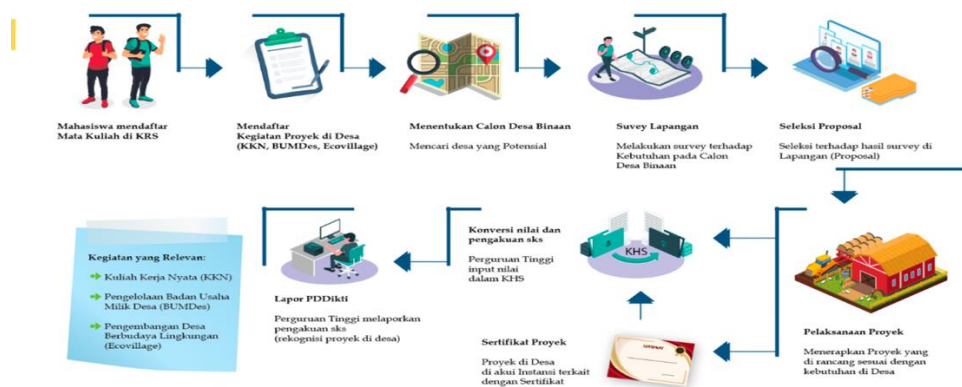 Mahasiswa mendaftar
Mata Kuliah di KRS
Mendaftar
Kegiatan Proyek di Desa
(KKN, BUMDes, Ecovillage)
Menentukan Calon Desa Binaan
Mencari desa yang Potensial
Suvey Lapangan
Melakukan survey terhadap
Kebutuhan pada Calon
Desa Binaan
Seleksi Proposal
Seleksi terhadap hasil survey di
Lapangan (Proposal)
Pelaksanaan Proyek
Menerapkan Proyek yang
di rancang sesuai dengan
kebutuhan di Desa
Sertifikat Proyek
Proyek di Desa
di akui Instansi terkait
dengan Sertifikat
Konversi nilai dan
pengakuan sks
Perguruan Tinggi
input nilai
dalam KHS
KHS
Lapor PDDikti
Perguruan Tinggi melaporkan
pengakuan sks
(rekognisi proyek di desa)
Kegiatan yang Relevan:
Kuliah Kerja Nyata (KKN)
Pengelolaan Badan Usaha
Milik Desa (BUMDes)
Pengembangan Desa
Berbudaya Lingkungan
(Ecovillage)